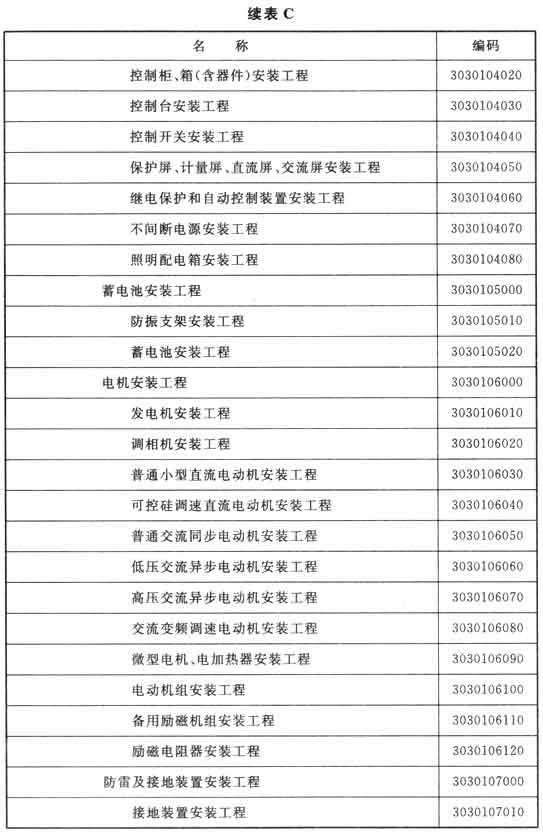 续表 C
名 称 编码
控制柜、箱(含器件)安装工程 3030104020
控制台安装工程 3030104030
控制开关安装工程 3030104040
保护屏、计量屏、直流屏、交流屏安装工程 3030104050
继电保护和自动控制装置安装工程 3030104060
不间断电源安装工程 3030104070
照明配电箱安装工程 3030104080
蓄电池安装工程 3030105000
防振支架安装工程 3030105010
蓄电池安装工程 3030105020
电机安装工程 3030106000
发电机安装工程 3030106010
调相机安装工程 3030106020
普通小型直流电动机安装工程 3030106030
可控硅调速直流电动机安装工程 3030106040
普通交流同步电动机安装工程 3030106050
低压交流异步电动机安装工程 3030106060
高压交流异步电动机安装工程 3030106070
交流变频调速电动机安装工程 3030106080
微型电机、电加热器安装工程 3030106090
电动机组安装工程 3030106100
备用励磁机组安装工程 3030106110
励磁电阻器安装工程 3030106120
防雷及接地装置安装工程 3030107000
接地装置安装工程 3030107010